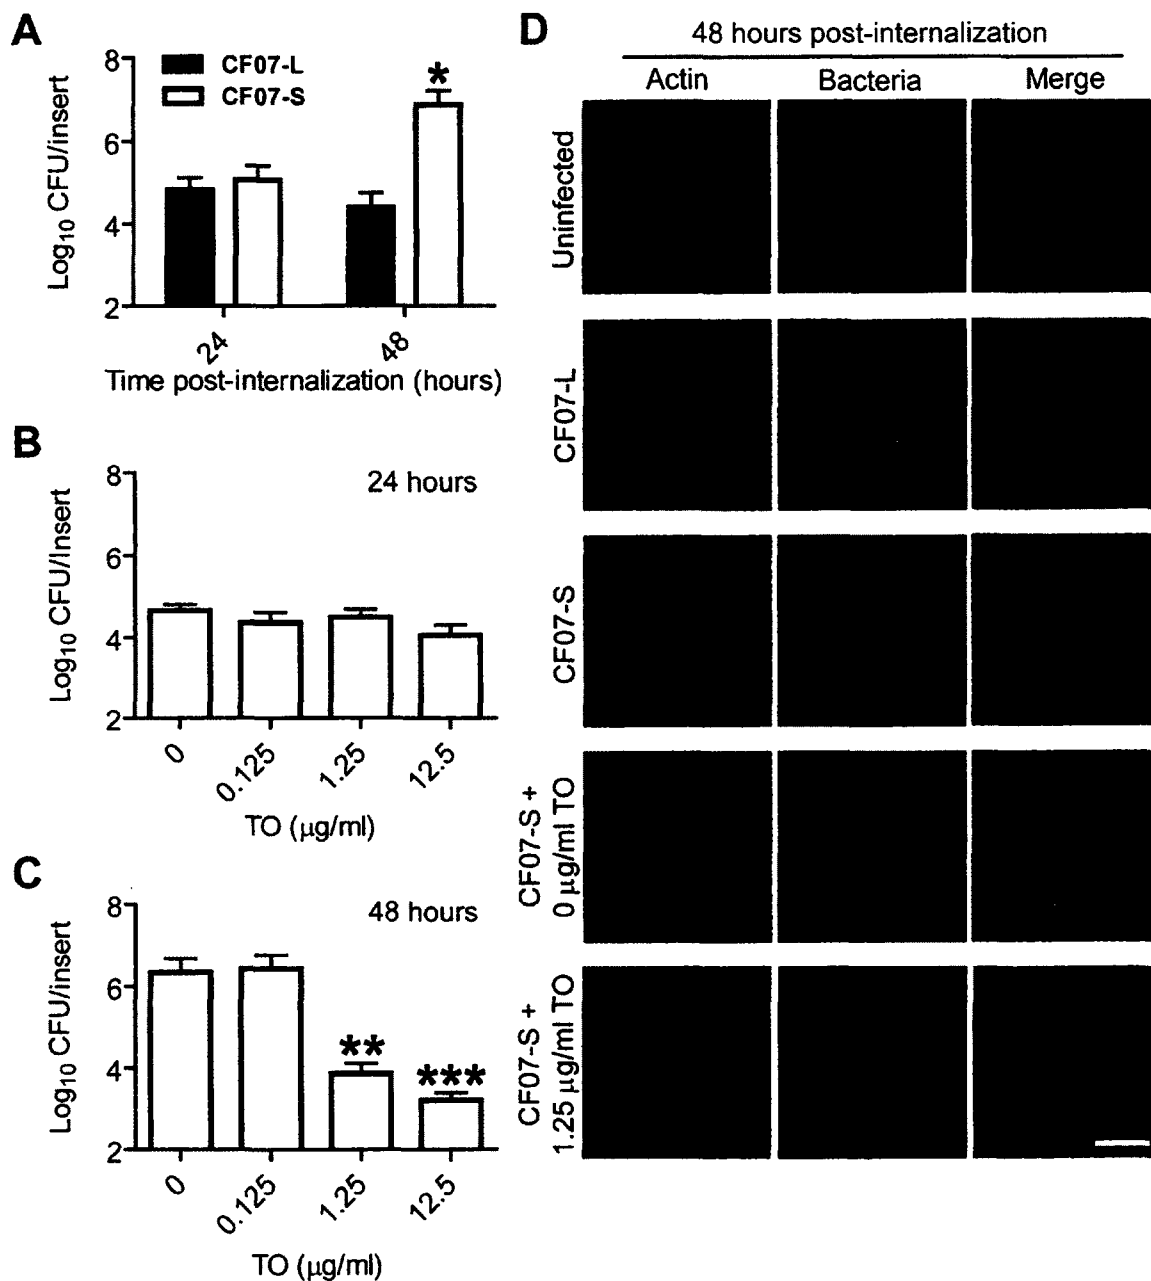 A
8
6
4
2
Log10 CFU/insert
CF07-L
CF07-S
*
24
48
Time post-internalization (hours)
B
8
6
4
2
Log10 CFU/Insert
24 hours
0
0.125
1.25
12.5
TO (µg/ml)
C
8
6
4
2
Log10 CFU/insert
48 hours
**
***
0
0.125
1.25
12.5
TO (µg/ml)
D
48 hours post-internalization
Actin
Bacteria
Merge
Uninfected
CF07-L
CF07-S
CF07-S +
0 µg/ml TO
CF07-S +
1.25 µg/ml TO